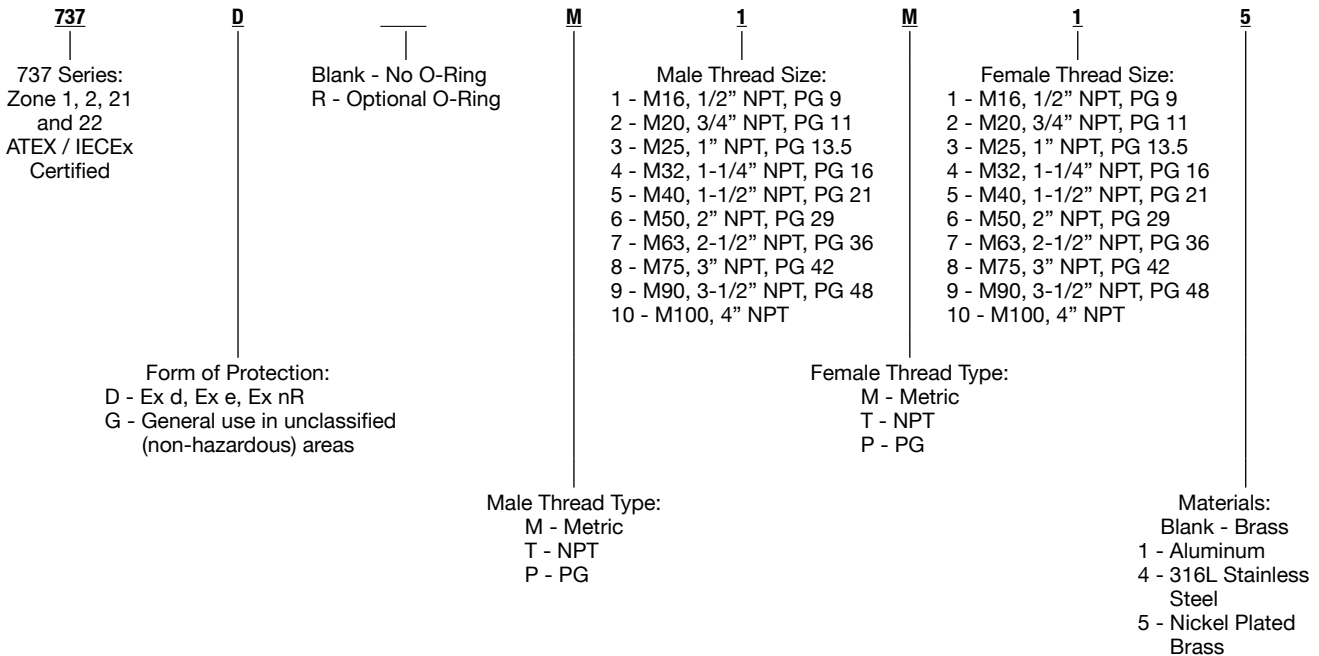 737 D ____ M 1 M 1 5
737 Series:
Zone 1, 2, 21
and 22
ATEX / IECEx
Certified
Blank - No O-Ring
R - Optional O-Ring
Male Thread Size:
1 - M16, 1/2” NPT, PG 9
2 - M20, 3/4” NPT, PG 11
3 - M25, 1” NPT, PG 13.5
4 - M32, 1-1/4” NPT, PG 16
5 - M40, 1-1/2” NPT, PG 21
6 - M50, 2” NPT, PG 29
7 - M63, 2-1/2” NPT, PG 36
8 - M75, 3” NPT, PG 42
9 - M90, 3-1/2” NPT, PG 48
10 - M100, 4” NPT
Female Thread Size:
1 - M16, 1/2” NPT, PG 9
2 - M20, 3/4” NPT, PG 11
3 - M25, 1” NPT, PG 13.5
4 - M32, 1-1/4” NPT, PG 16
5 - M40, 1-1/2” NPT, PG 21
6 - M50, 2” NPT, PG 29
7 - M63, 2-1/2” NPT, PG 36
8 - M75, 3” NPT, PG 42
9 - M90, 3-1/2” NPT, PG 48
10 - M100, 4” NPT
Form of Protection:
D - Ex d, Ex e, Ex nR
G - General use in unclassified
(non-hazardous) areas
Female Thread Type:
M - Metric
T - NPT
P - PG
Male Thread Type:
M - Metric
T - NPT
P - PG
Materials:
Blank - Brass
1 - Aluminum
4 - 316L Stainless
Steel
5 - Nickel Plated
Brass